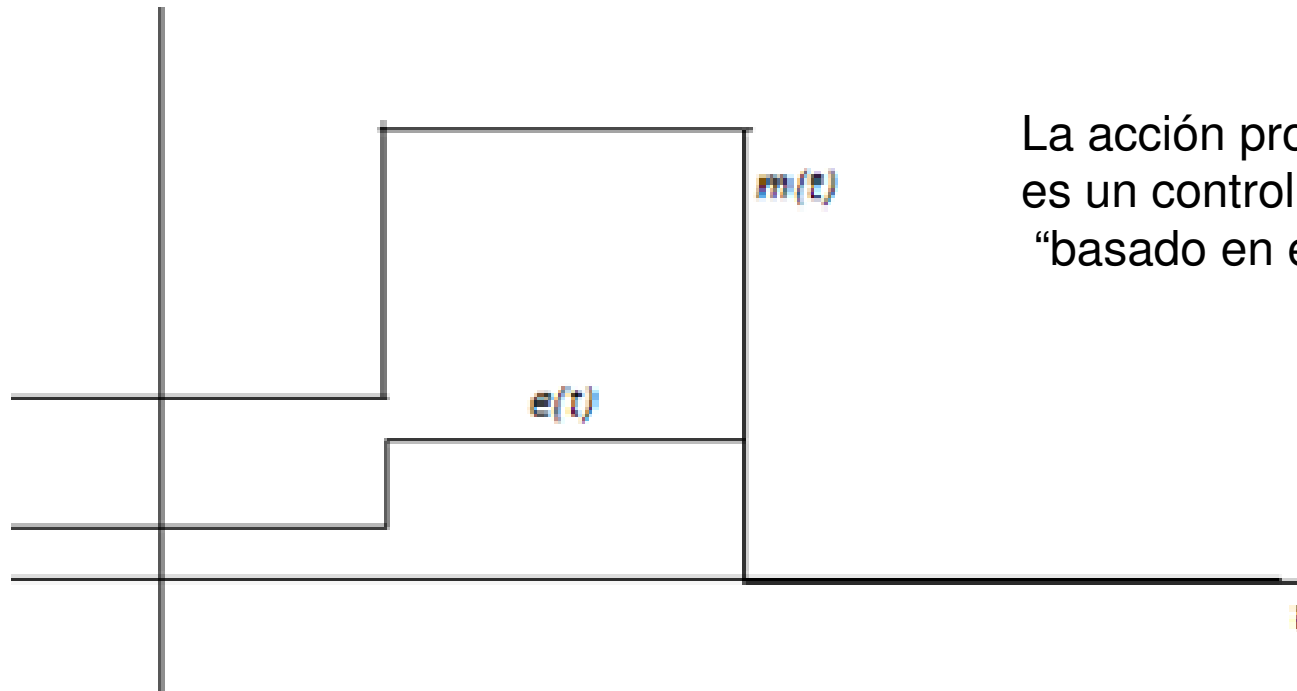 La acción pro
es un control
“basado en e
m(t)
e(t)